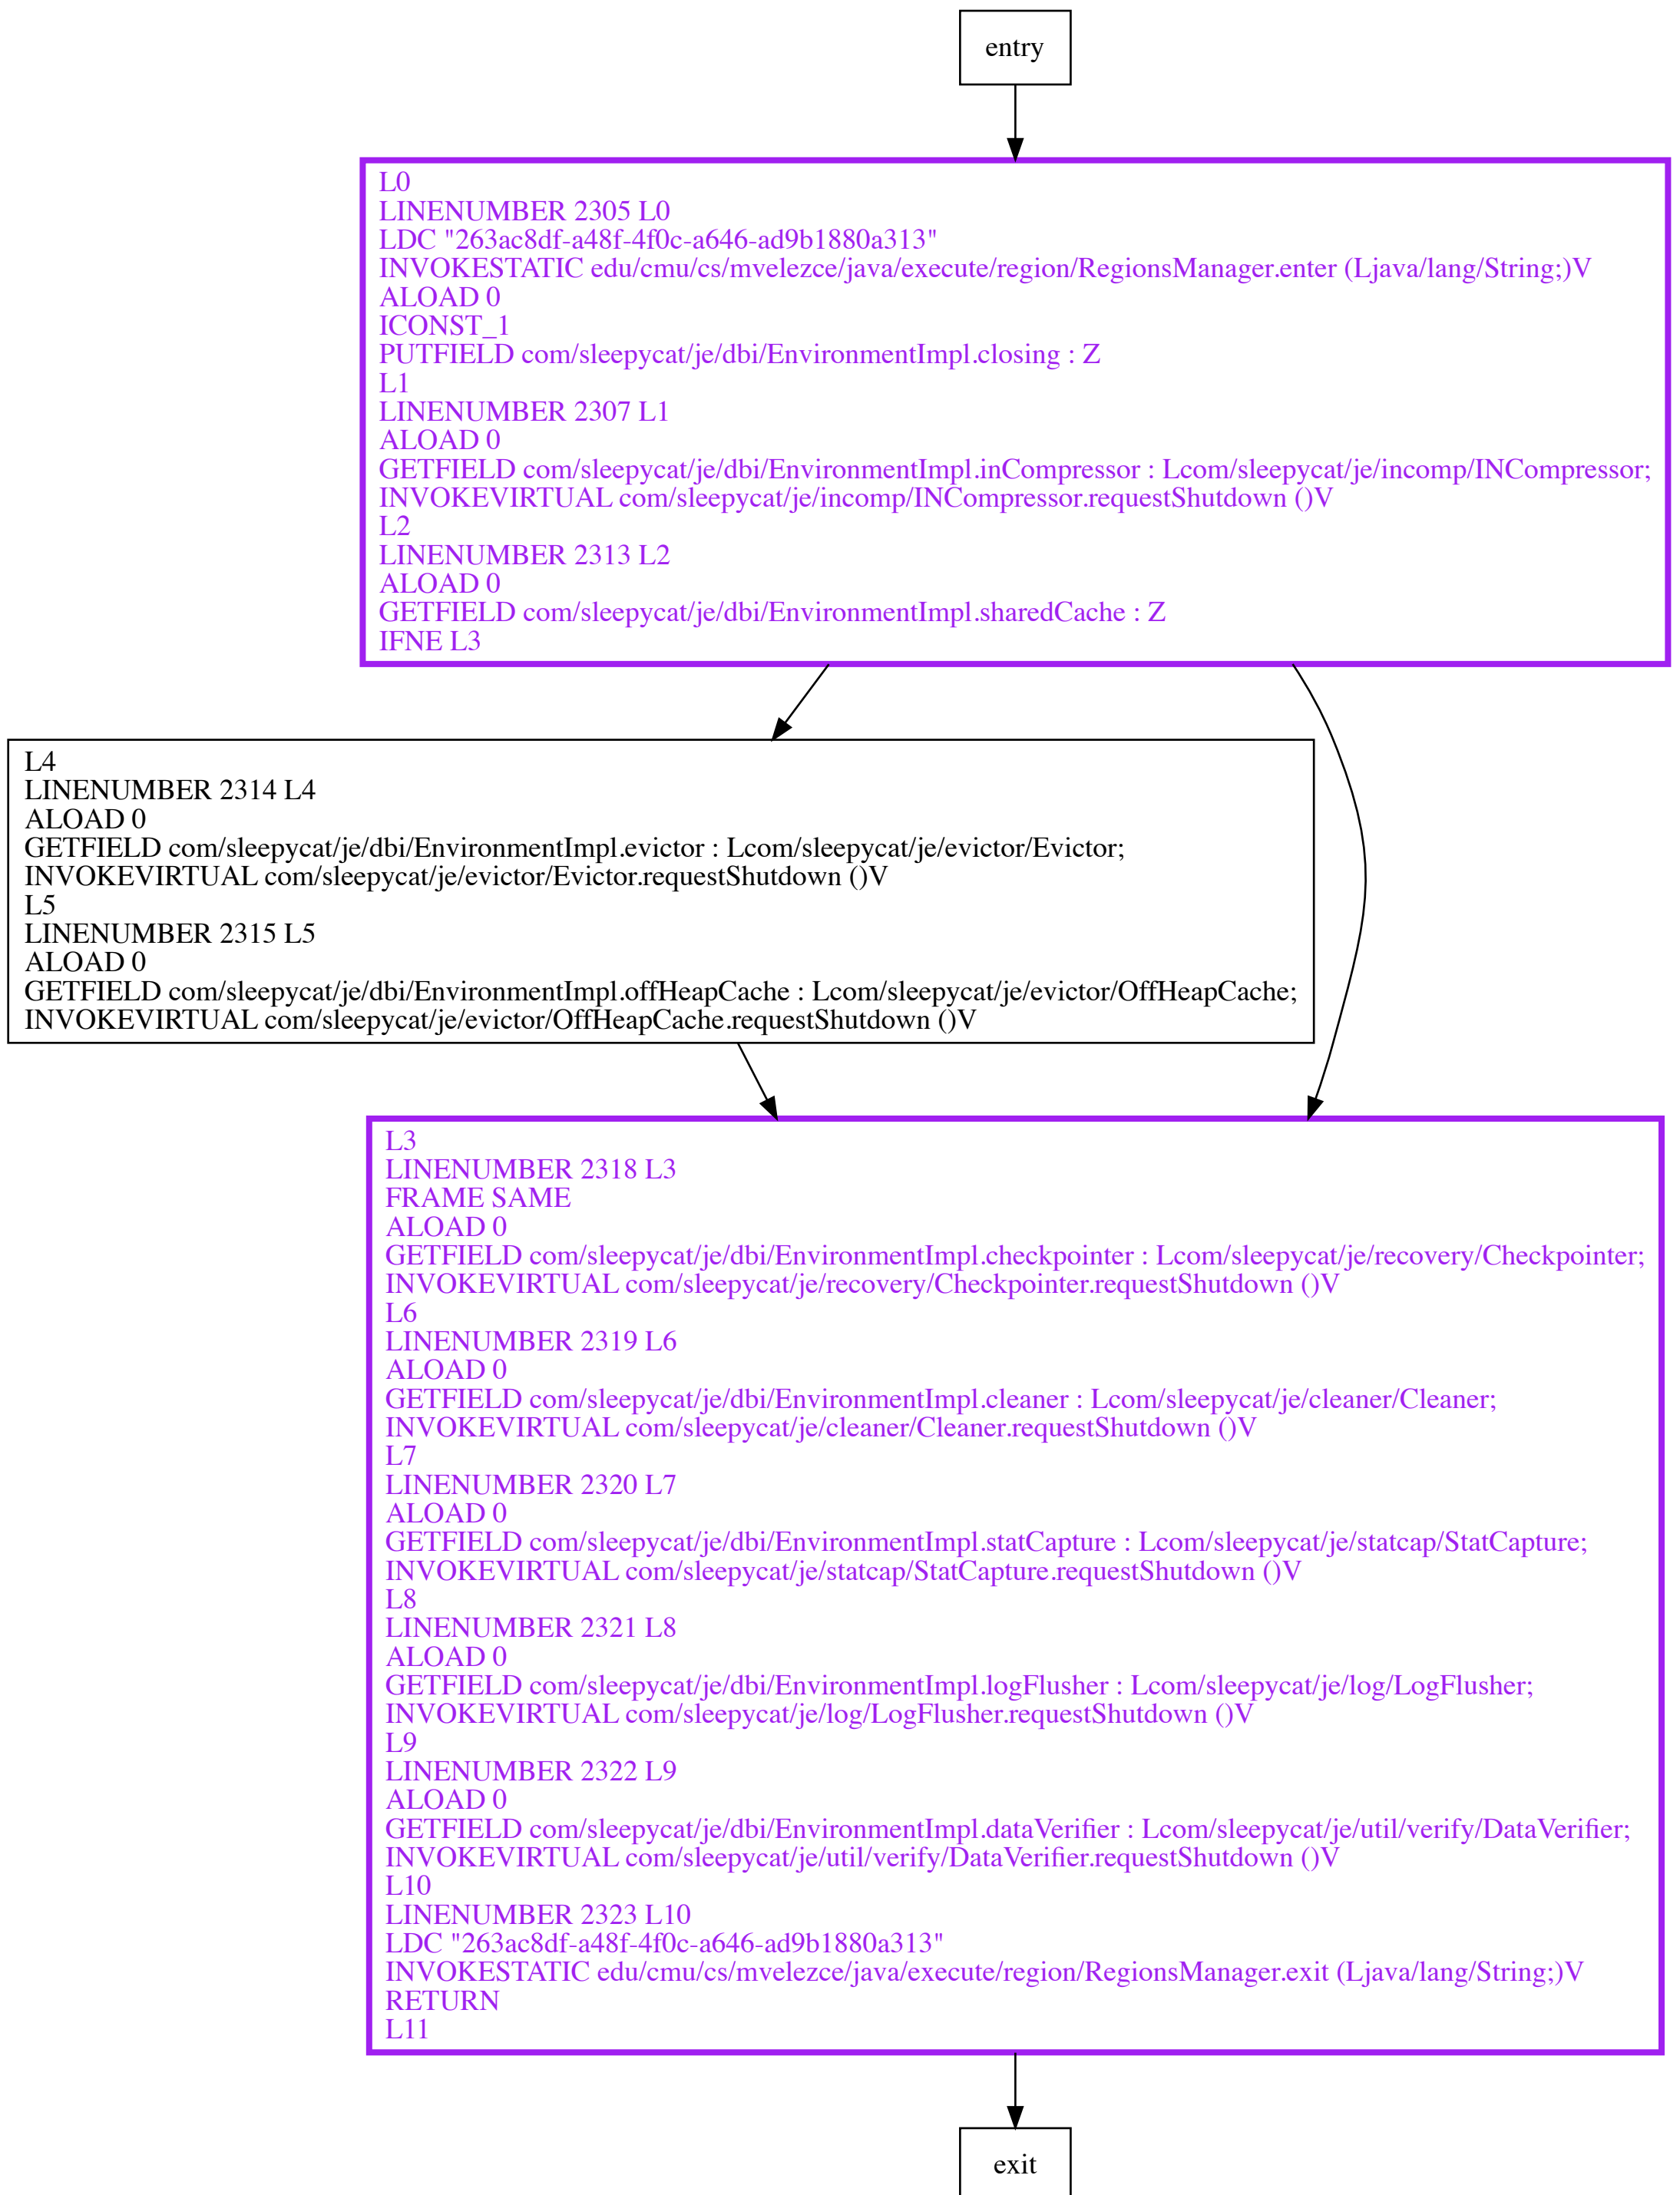 entry
L0
LINENUMBER 2305 L0
LDC "263ac8df-a48f-4f0c-a646-ad9b1880a313"
INVOKESTATIC edu/cmu/cs/mvelezce/java/execute/region/RegionsManager.enter (Ljava/lang/String;)V
ALOAD 0
ICONST_1
PUTFIELD com/sleepycat/je/dbi/EnvironmentImpl.closing : Z
L1
LINENUMBER 2307 L1
ALOAD 0
GETFIELD com/sleepycat/je/dbi/EnvironmentImpl.inCompressor : Lcom/sleepycat/je/incomp/INCompressor;
INVOKEVIRTUAL com/sleepycat/je/incomp/INCompressor.requestShutdown ()V
L2
LINENUMBER 2313 L2
ALOAD 0
GETFIELD com/sleepycat/je/dbi/EnvironmentImpl.sharedCache : Z
IFNE L3
L4
LINENUMBER 2314 L4
ALOAD 0
GETFIELD com/sleepycat/je/dbi/EnvironmentImpl.evictor : Lcom/sleepycat/je/evictor/Evictor;
INVOKEVIRTUAL com/sleepycat/je/evictor/Evictor.requestShutdown ()V
L5
LINENUMBER 2315 L5
ALOAD 0
GETFIELD com/sleepycat/je/dbi/EnvironmentImpl.offHeapCache : Lcom/sleepycat/je/evictor/OffHeapCache;
INVOKEVIRTUAL com/sleepycat/je/evictor/OffHeapCache.requestShutdown ()V
L3
LINENUMBER 2318 L3
FRAME SAME
ALOAD 0
GETFIELD com/sleepycat/je/dbi/EnvironmentImpl.checkpointer : Lcom/sleepycat/je/recovery/Checkpointer;
INVOKEVIRTUAL com/sleepycat/je/recovery/Checkpointer.requestShutdown ()V
L6
LINENUMBER 2319 L6
ALOAD 0
GETFIELD com/sleepycat/je/dbi/EnvironmentImpl.cleaner : Lcom/sleepycat/je/cleaner/Cleaner;
INVOKEVIRTUAL com/sleepycat/je/cleaner/Cleaner.requestShutdown ()V
L7
LINENUMBER 2320 L7
ALOAD 0
GETFIELD com/sleepycat/je/dbi/EnvironmentImpl.statCapture : Lcom/sleepycat/je/statcap/StatCapture;
INVOKEVIRTUAL com/sleepycat/je/statcap/StatCapture.requestShutdown ()V
L8
LINENUMBER 2321 L8
ALOAD 0
GETFIELD com/sleepycat/je/dbi/EnvironmentImpl.logFlusher : Lcom/sleepycat/je/log/LogFlusher;
INVOKEVIRTUAL com/sleepycat/je/log/LogFlusher.requestShutdown ()V
L9
LINENUMBER 2322 L9
ALOAD 0
GETFIELD com/sleepycat/je/dbi/EnvironmentImpl.dataVerifier : Lcom/sleepycat/je/util/verify/DataVerifier;
INVOKEVIRTUAL com/sleepycat/je/util/verify/DataVerifier.requestShutdown ()V
L10
LINENUMBER 2323 L10
LDC "263ac8df-a48f-4f0c-a646-ad9b1880a313"
INVOKESTATIC edu/cmu/cs/mvelezce/java/execute/region/RegionsManager.exit (Ljava/lang/String;)V
RETURN
L11
exit